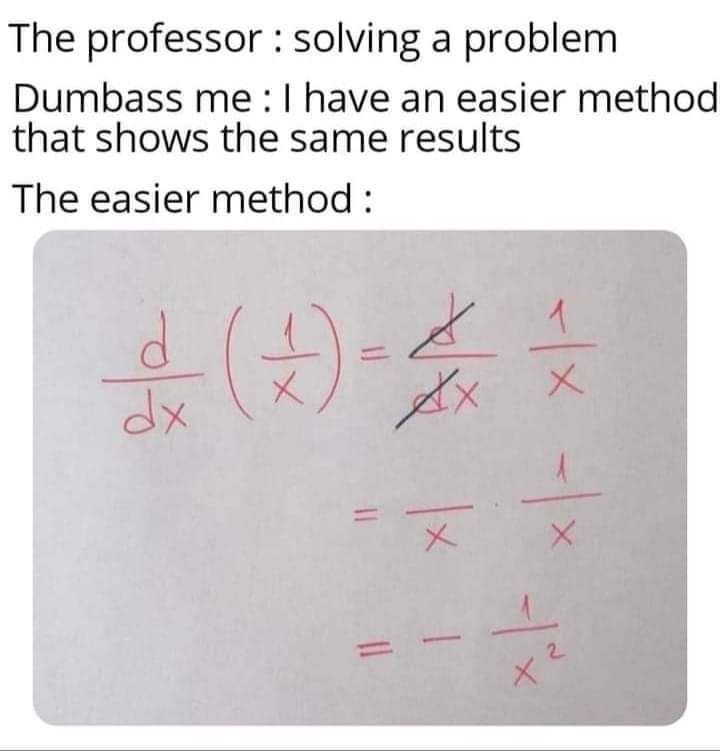 The professor : solving a problem
Dumbass me : I have an easier method
that shows the same results
The easier method :
d/dx (1/x) = d/dx 1/x
= —/x · 1/x
= - 1/x²